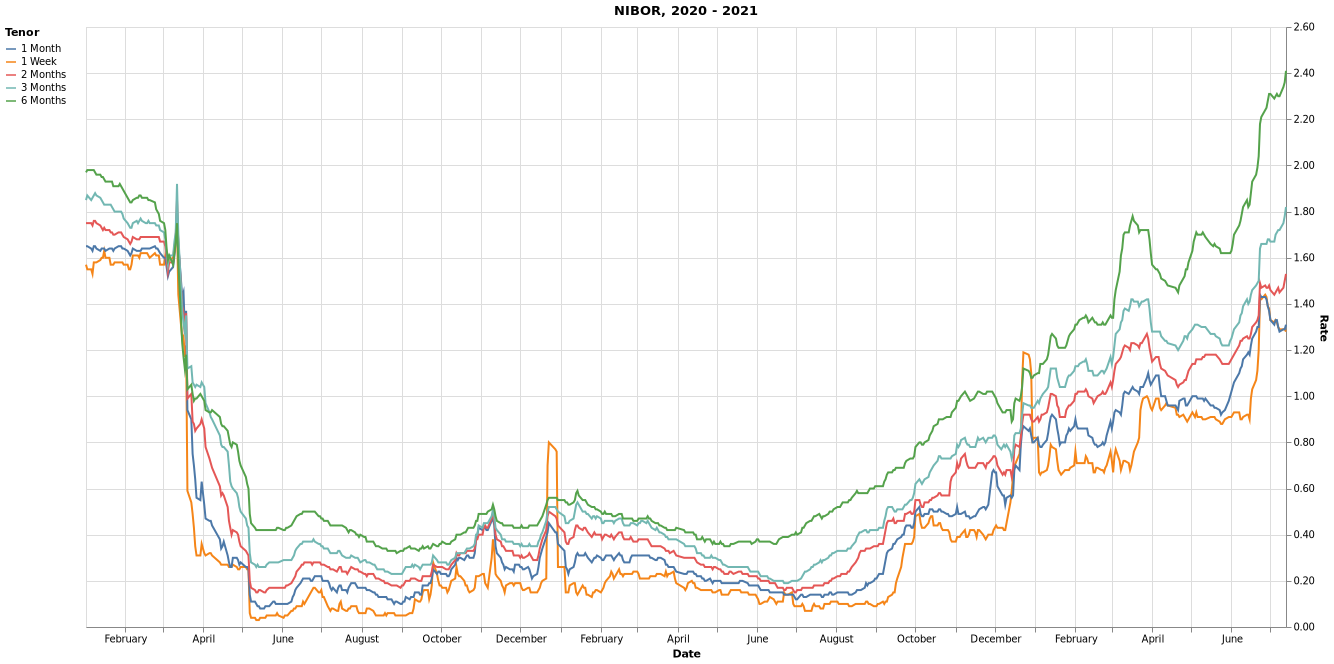 NIBOR, 2020 - 2021
Tenor
1 Month
1 Week
2 Months
3 Months
6 Months
2.60
2.40
2.20
2.00
1.80
1.60
1.40
1.20
1.00
0.80
0.60
0.40
0.20
0.00
Rate
February April June August October December February April June August October December February April June
Date